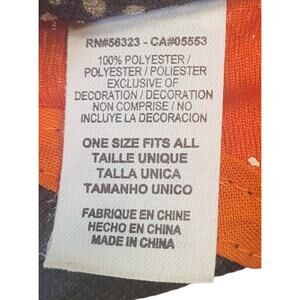 RN#56323 - CA#05553
100% POLYESTER /
POLYESTER / POLIESTER
EXCLUSIVE OF
DECORATION / DECORATION
NON COMPRISE / NO
INCLUYE LA DECORACION
ONE SIZE FITS ALL
TAILLE UNIQUE
TALLA UNICA
TAMANHO UNICO
FABRIQUE EN CHINE
HECHO EN CHINA
MADE IN CHINA